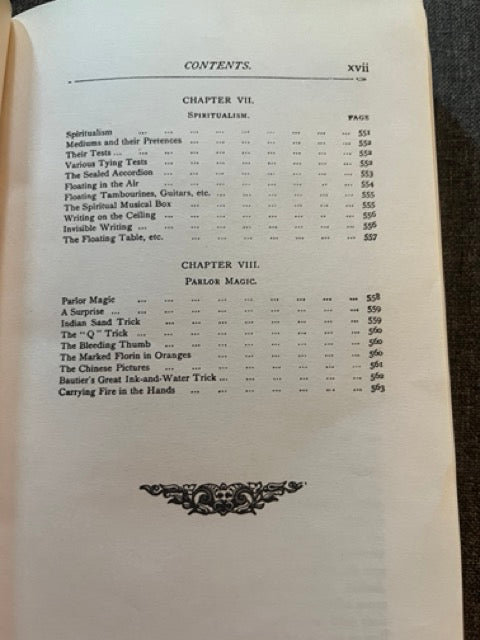 CONTENTS. xvii
CHAPTER VII.
SPIRITUALISM.
PAGE
Spiritualism ... ... ... ... ... ... ... ... ... 551
Mediums and their Pretences ... ... ... ... ... ... ... 552
Their Tests ... ... ... ... ... ... ... ... ... ... 552
Various Tying Tests ... ... ... ... ... ... ... ... 552
The Sealed Accordion ... ... ... ... ... ... ... 553
Floating in the Air ... ... ... ... ... ... ... ... 554
Floating Tambourines, Guitars, etc. ... ... ... ... ... ... 555
The Spiritual Musical Box ... ... ... ... ... ... ... 555
Writing on the Ceiling ... ... ... ... ... ... ... ... 556
Invisible Writing ... ... ... ... ... ... ... ... ... 556
The Floating Table, etc. ... ... ... ... ... ... ... 557
CHAPTER VIII.
PARLOR MAGIC.
Parlor Magic ... ... ... ... ... ... ... ... ... 558
A Surprise ... ... ... ... ... ... ... ... ... ... 559
Indian Sand Trick ... ... ... ... ... ... ... ... 559
The "Q" Trick ... ... ... ... ... ... ... ... ... 560
The Bleeding Thumb ... ... ... ... ... ... ... ... 560
The Marked Florin in Oranges ... ... ... ... ... ... ... 560
The Chinese Pictures ... ... ... ... ... ... ... ... 561
Bautier's Great Ink-and-Water Trick ... ... ... ... ... ... ... 562
Carrying Fire in the Hands ... ... ... ... ... ... ... 563